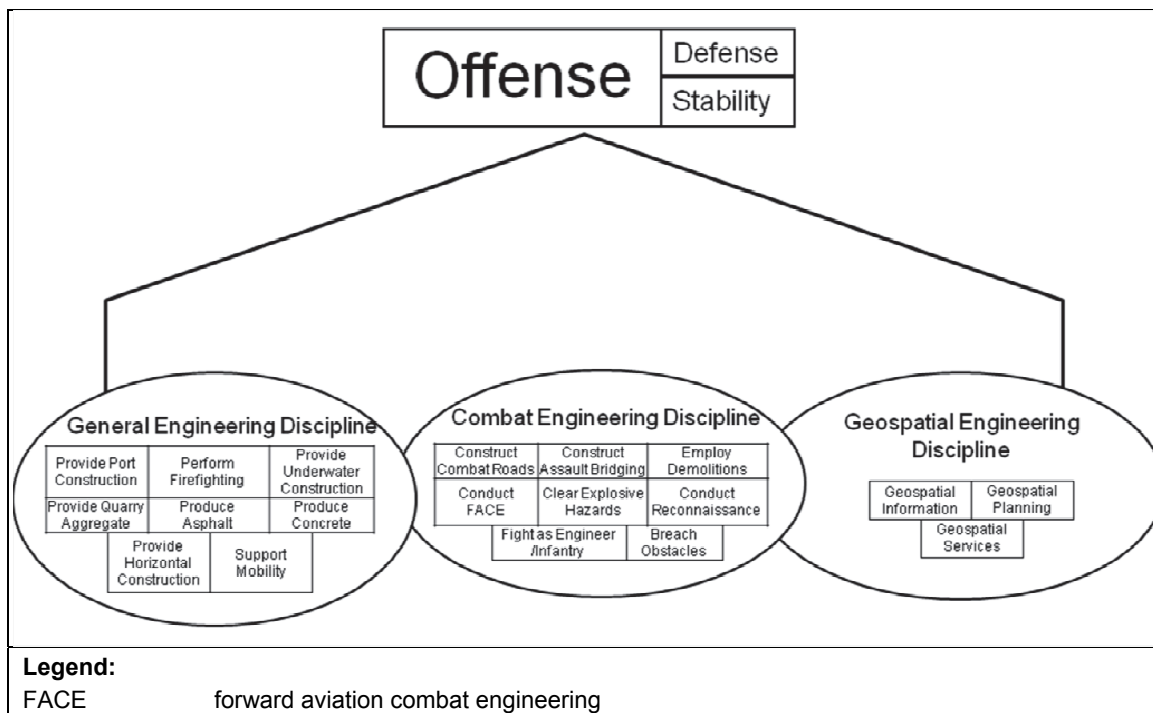 Offense
Defense
Stability
General Engineering Discipline
Provide Port
Construction
Perform
Firefighting
Provide
Underwater
Construction
Provide Quarry
Aggregate
Produce
Asphalt
Produce
Concrete
Provide
Horizontal
Construction
Support
Mobility
Combat Engineering Discipline
Construct
Combat Roads
Construct
Assault Bridging
Employ
Demolitions
Conduct
FACE
Clear Explosive
Hazards
Conduct
Reconnaissance
Fight as Engineer
/Infantry
Breach
Obstacles
Geospatial Engineering
Discipline
Geospatial
Information
Geospatial
Planning
Geospatial
Services
Legend:
FACE forward aviation combat engineering